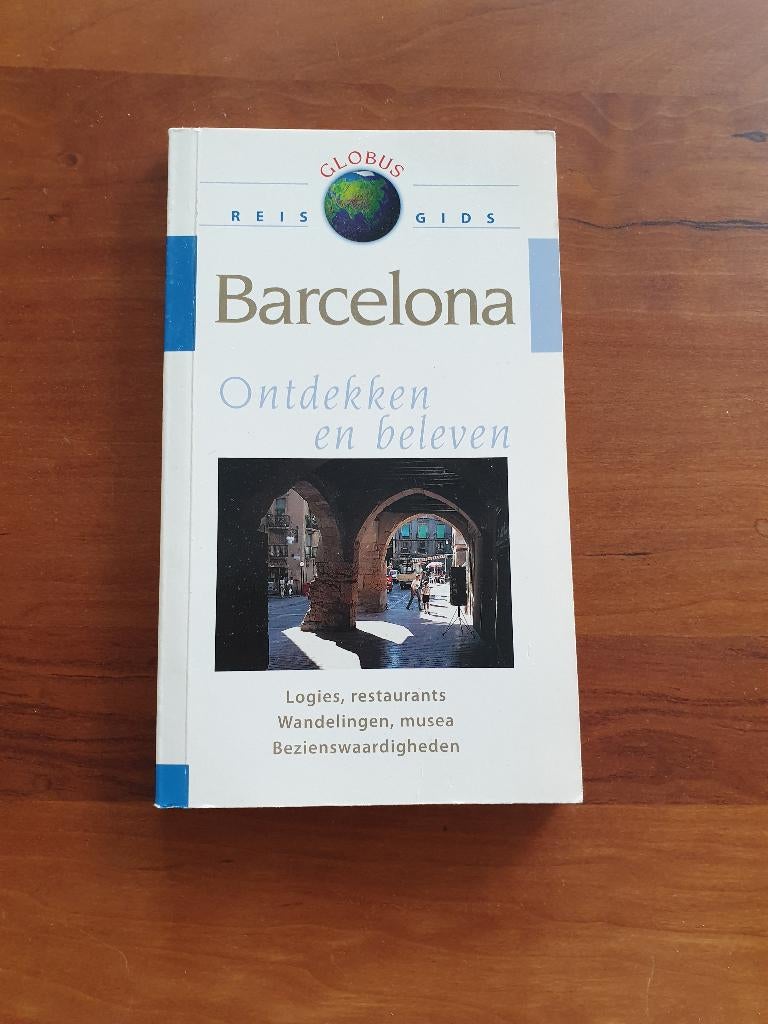 GLOBUS
REIS GIDS
Barcelona
Ontdekken
en beleven
Logies, restaurants
Wandelingen, musea
Bezienswaardigheden